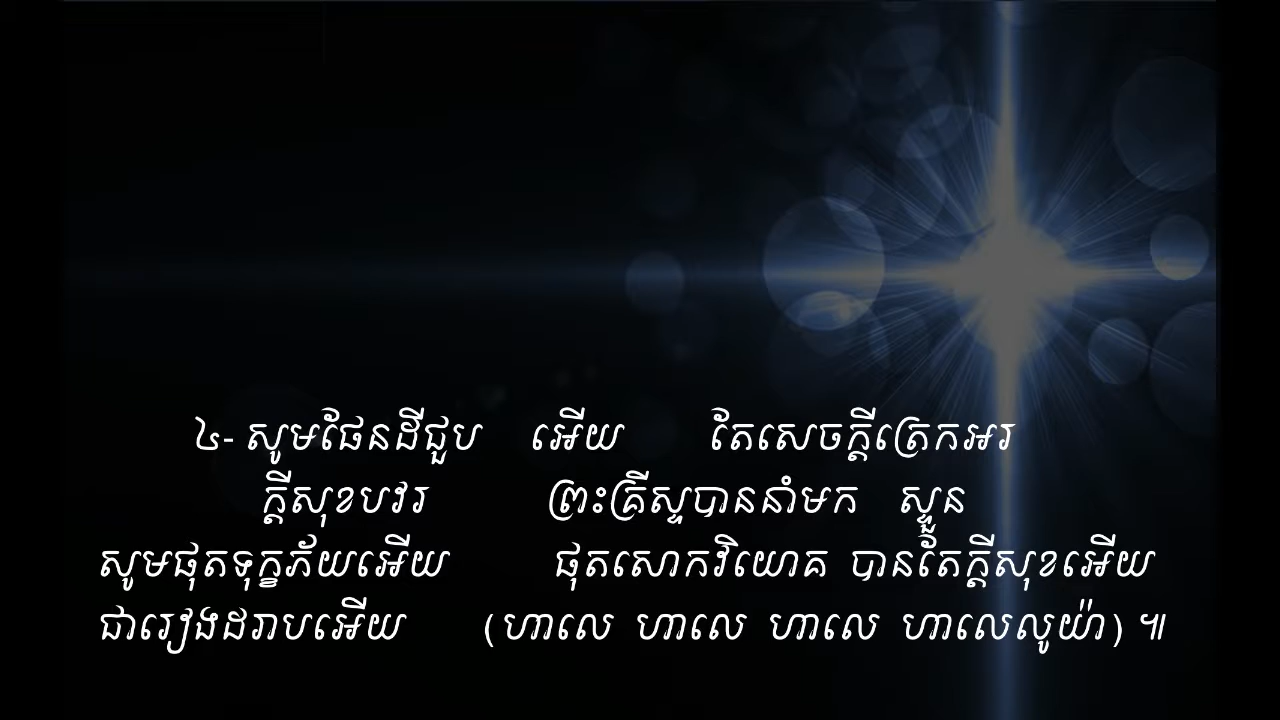 ៤- សូមផែនដីជួប អើយ តែសេចក្ដីត្រេកអរ
ក្ដីសុខបវរ ព្រះគ្រីស្ទបាននាំមក ស្ទួន
សូមផុតទុក្ខភ័យអើយ ផុតសោកវិយោគ បានតែក្ដីសុខអើយ
ជារៀងដរាបអើយ (ហាលេ ហាលេ ហាលេ ហាលេលូយ៉ា) ៕